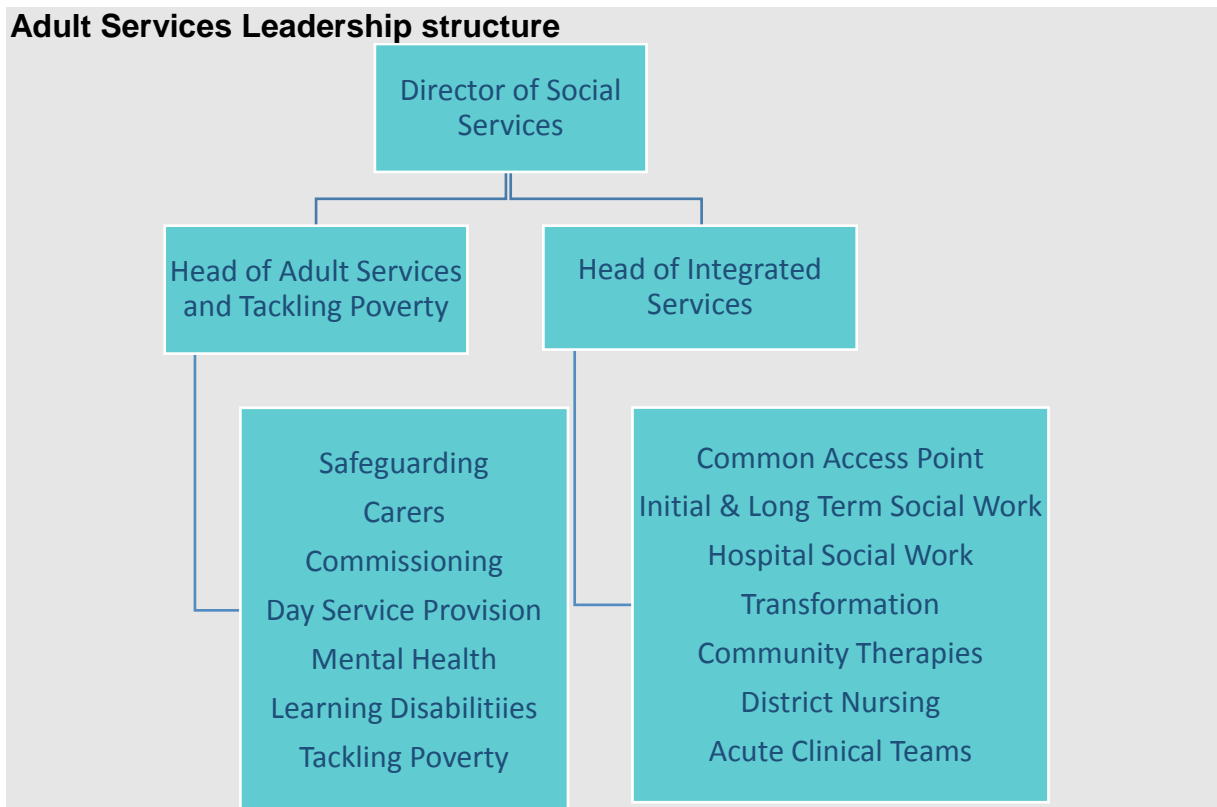 Adult Services Leadership structure
Director of Social
Services
Head of Adult Services
and Tackling Poverty
Head of Integrated
Services
Safeguarding
Carers
Commissioning
Day Service Provision
Mental Health
Learning Disabilitiies
Tackling Poverty
Common Access Point
Initial & Long Term Social Work
Hospital Social Work
Transformation
Community Therapies
District Nursing
Acute Clinical Teams